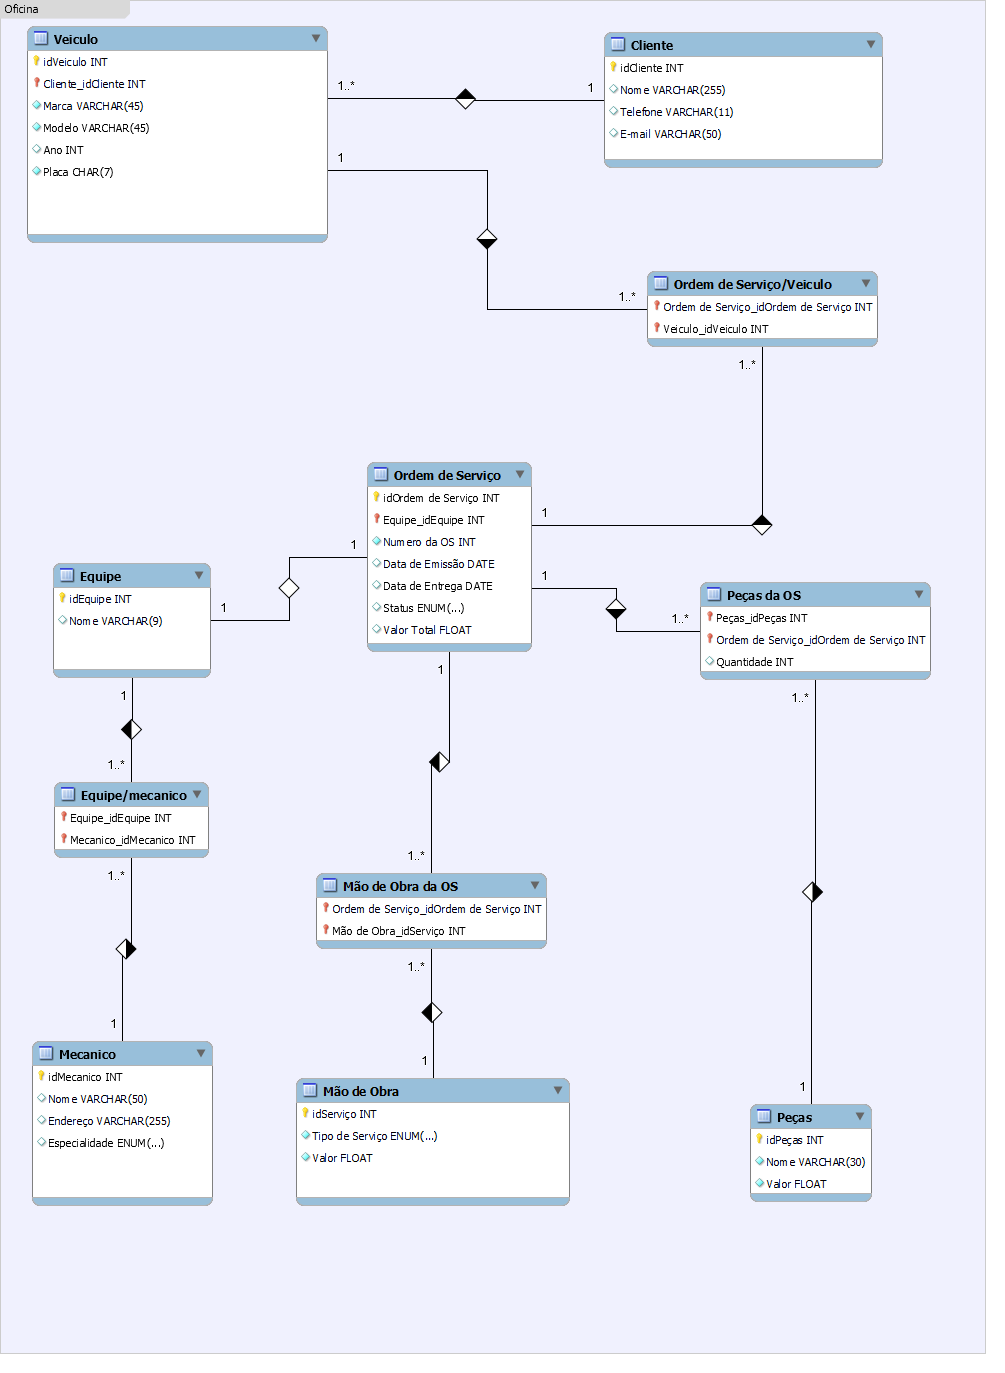 Oficina
Veiculo
idVeiculo INT
Cliente_idCliente INT
Marca VARCHAR(45)
Modelo VARCHAR(45)
Ano INT
Placa CHAR(7)
1..*
1
Cliente
idCliente INT
Nome VARCHAR(255)
Telefone VARCHAR(11)
E-mail VARCHAR(50)
1
1..*
Ordem de Serviço/Veiculo
Ordem de Serviço_idOrdem de Serviço INT
Veiculo_idVeiculo INT
1..*
Ordem de Serviço
idOrdem de Serviço INT
Equipe_idEquipe INT
Numero da OS INT
Data de Emissão DATE
Data de Entrega DATE
Status ENUM(...)
Valor Total FLOAT
1
1
1
1
Equipe
idEquipe INT
Nome VARCHAR(9)
1
1..*
Peças da OS
Peças_idPeças INT
Ordem de Serviço_idOrdem de Serviço INT
Quantidade INT
1..*
1
1..*
Equipe/mecanico
Equipe_idEquipe INT
Mecanico_idMecanico INT
1..*
1
1..*
Mão de Obra da OS
Ordem de Serviço_idOrdem de Serviço INT
Mão de Obra_idServiço INT
1..*
1
Mecanico
idMecanico INT
Nome VARCHAR(50)
Endereço VARCHAR(255)
Especialidade ENUM(...)
Mão de Obra
idServiço INT
Tipo de Serviço ENUM(...)
Valor FLOAT
1
Peças
idPeças INT
Nome VARCHAR(30)
Valor FLOAT